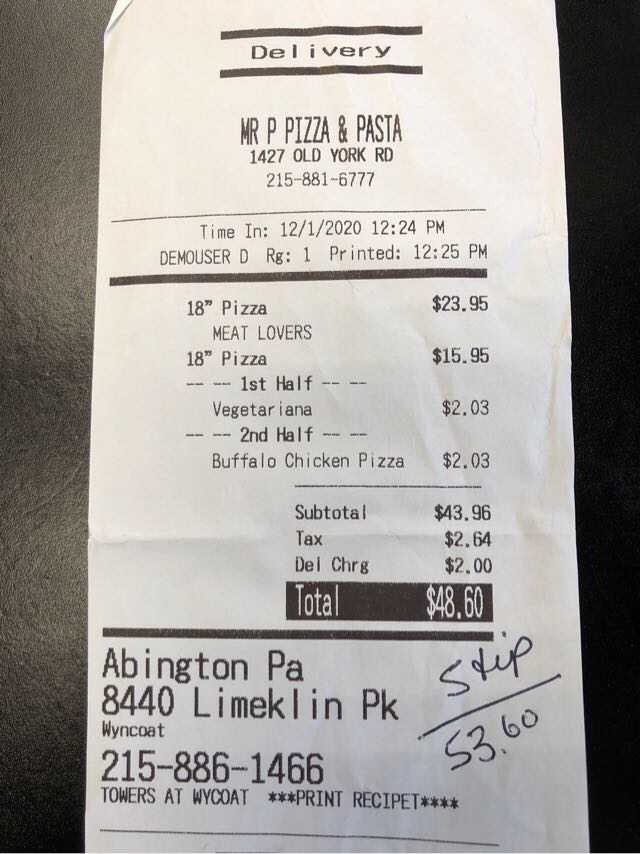 Delivery
MR P PIZZA & PASTA
1427 OLD YORK RD
215-881-6777
Time In: 12/1/2020 12:24 PM
DEMOUSER D Rg: 1 Printed: 12:25 PM
18" Pizza $23.95
MEAT LOVERS
18" Pizza $15.95
-- -- 1st Half -- --
Vegetariana $2.03
-- -- 2nd Half -- --
Buffalo Chicken Pizza $2.03
Subtotal $43.96
Tax $2.64
Del Chrg $2.00
Total $48.60
Abington Pa
8440 Limeklin Pk
Wyncoat
215-886-1466
TOWERS AT WYCOAT ***PRINT RECIPET****
5 tip
53.60